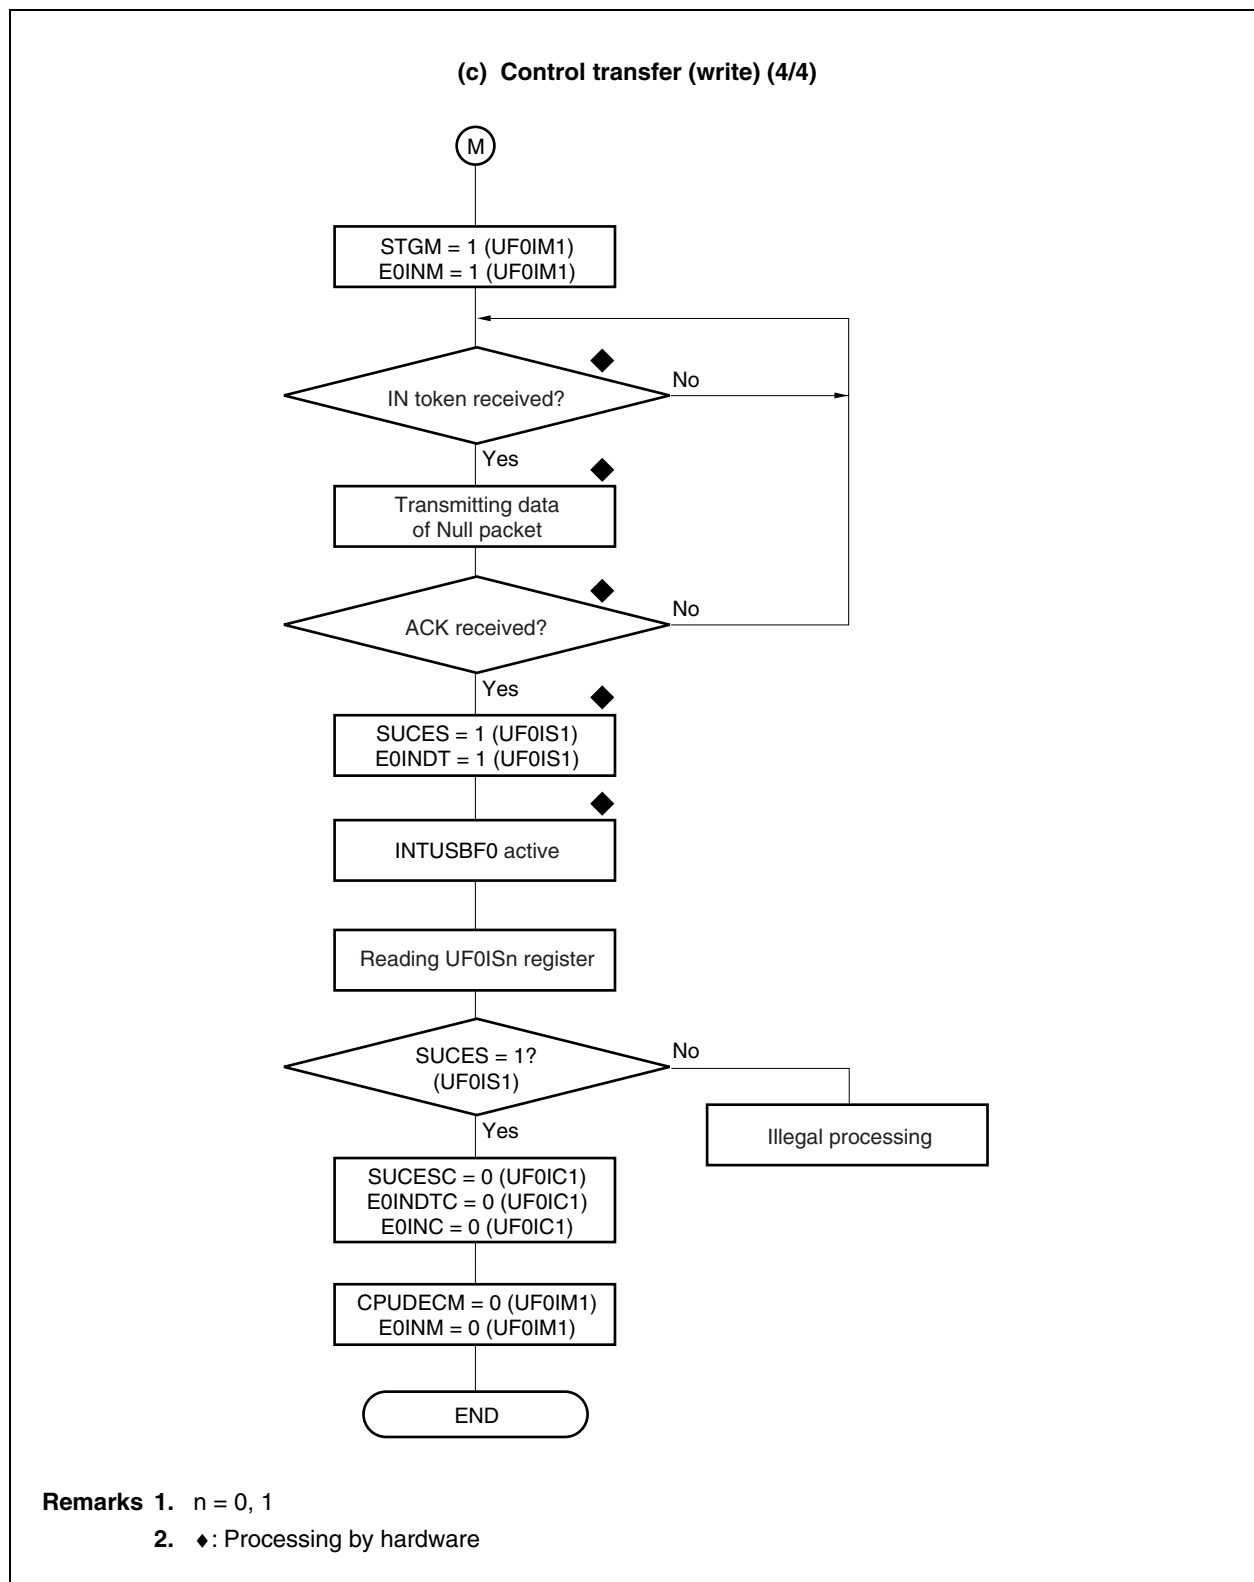 (c) Control transfer (write) (4/4)
M
STGM = 1 (UF0IM1)
E0INM = 1 (UF0IM1)
IN token received?
No
Yes
Transmitting data
of Null packet
ACK received?
No
Yes
SUCES = 1 (UF0IS1)
E0INDT = 1 (UF0IS1)
INTUSBF0 active
Reading UF0ISn register
SUCES = 1?
(UF0IS1)
No
Illegal processing
Yes
SUCESC = 0 (UF0IC1)
E0INDTC = 0 (UF0IC1)
E0INC = 0 (UF0IC1)
CPUDECM = 0 (UF0IM1)
E0INM = 0 (UF0IM1)
END
Remarks 1. n = 0, 1
2. ♦: Processing by hardware